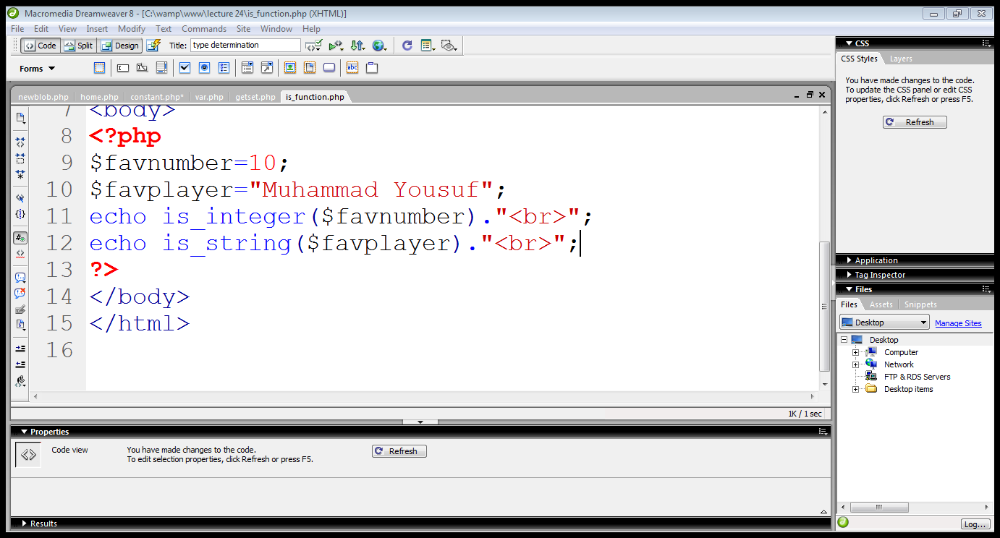 Macromedia Dreamweaver 8 - [C:\wamp\www\lecture 24\is_function.php (XHTML)]
File Edit View Insert Modify Text Commands Site Window Help
Code Split Design Title: type determination
Forms
abc
newblob.php home.php constant.php* var.php getset.php is_function.php
7 <body>
8 <?php
9 $favnumber=10;
10 $favplayer="Muhammad Yousuf";
11 echo is_integer($favnumber)."<br>";
12 echo is_string($favplayer)."<br>";
13 ?>
14 </body>
15 </html>
16
1K / 1 sec
Properties
Code view
You have made changes to the code.
To edit selection properties, click Refresh or press F5.
Refresh
Results
CSS
CSS Styles Layers
You have made changes to the code.
To update the CSS panel or edit CSS
properties, click Refresh or press F5.
Refresh
Application
Tag Inspector
Files
Files Assets Snippets
Desktop Manage Sites
Desktop
Computer
Network
FTP & RDS Servers
Desktop items
Log...